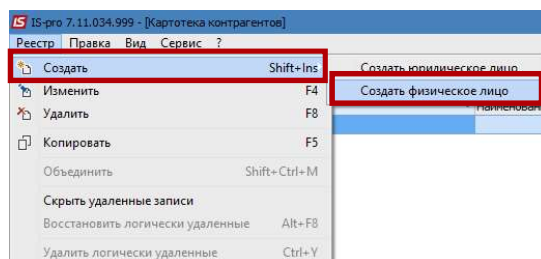 IS-pro 7.11.034.999 - [Картотека контрагентов]
Реестр Правка Вид Сервис ?
Создать Shift+Ins Создать юридическое лицо
Изменить F4 Создать физическое лицо
Удалить F8
Копировать F5
Объединить Shift+Ctrl+M
Скрыть удаленные записи
Восстановить логически удаленные Alt+F8
Удалить логически удаленные Ctrl+Y